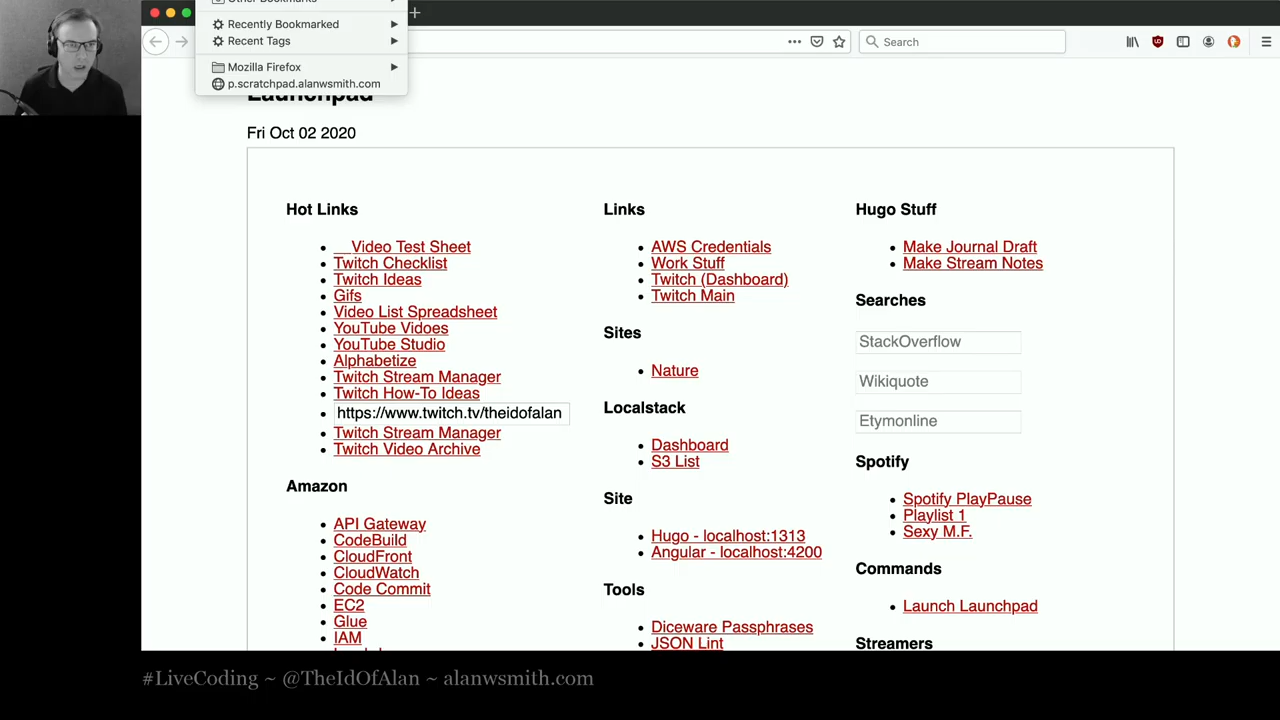 Other Bookmarks
Recently Bookmarked
Recent Tags
Mozilla Firefox
p.scratchpad.alanwsmith.com
Search
Launchpad
Fri Oct 02 2020
Hot Links
Video Test Sheet
Twitch Checklist
Twitch Ideas
Gifs
Video List Spreadsheet
YouTube Vidoes
YouTube Studio
Alphabetize
Twitch Stream Manager
Twitch How-To Ideas
https://www.twitch.tv/theidofalan
Twitch Stream Manager
Twitch Video Archive
Amazon
API Gateway
CodeBuild
CloudFront
CloudWatch
Code Commit
EC2
Glue
IAM
Links
AWS Credentials
Work Stuff
Twitch (Dashboard)
Twitch Main
Sites
Nature
Localstack
Dashboard
S3 List
Site
Hugo - localhost:1313
Angular - localhost:4200
Tools
Diceware Passphrases
JSON Lint
Hugo Stuff
Make Journal Draft
Make Stream Notes
Searches
StackOverflow
Wikiquote
Etymonline
Spotify
Spotify PlayPause
Playlist 1
Sexy M.F.
Commands
Launch Launchpad
Streamers
#LiveCoding ~ @TheIdOfAlan ~ alanwsmith.com